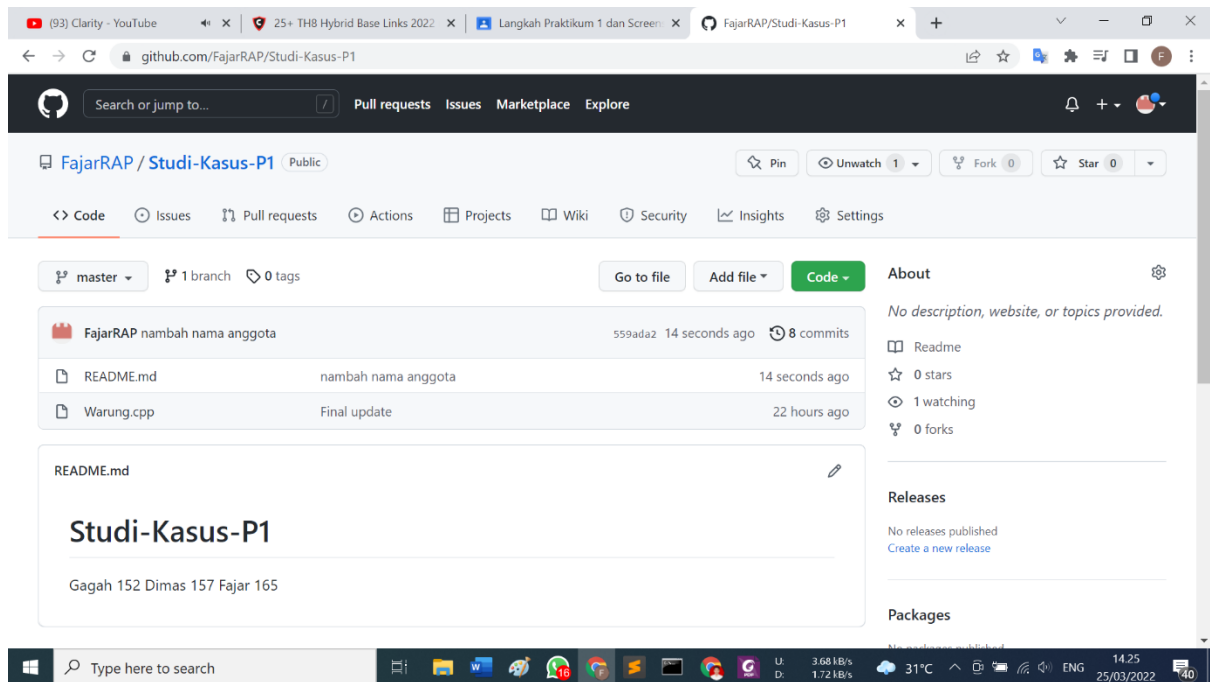 (93) Clarity - YouTube
25+ TH8 Hybrid Base Links 2022
Langkah Praktikum 1 dan Screen
FajarRAP/Studi-Kasus-P1
github.com/FajarRAP/Studi-Kasus-P1
F
Search or jump to...
/
Pull requests Issues Marketplace Explore
FajarRAP / Studi-Kasus-P1 Public
Pin
Unwatch 1
Fork 0
Star 0
<> Code Issues Pull requests Actions Projects Wiki Security Insights Settings
master 1 branch 0 tags
Go to file Add file Code
FajarRAP nambah nama anggota 559ada2 14 seconds ago 8 commits
README.md nambah nama anggota 14 seconds ago
Warung.cpp Final update 22 hours ago
README.md
Studi-Kasus-P1
Gagah 152 Dimas 157 Fajar 165
About
No description, website, or topics provided.
Readme
0 stars
1 watching
0 forks
Releases
No releases published
Create a new release
Packages
No packages published
Type here to search
16
U: 3.68 kB/s
D: 1.72 kB/s
31°C
ENG
14.25
25/03/2022
40